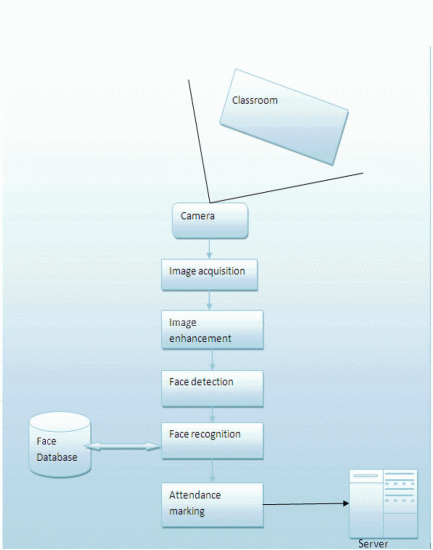 Classroom
Camera
Image acquisition
Image
enhancement
Face detection
Face
Database
Face recognition
Attendance
marking
Server